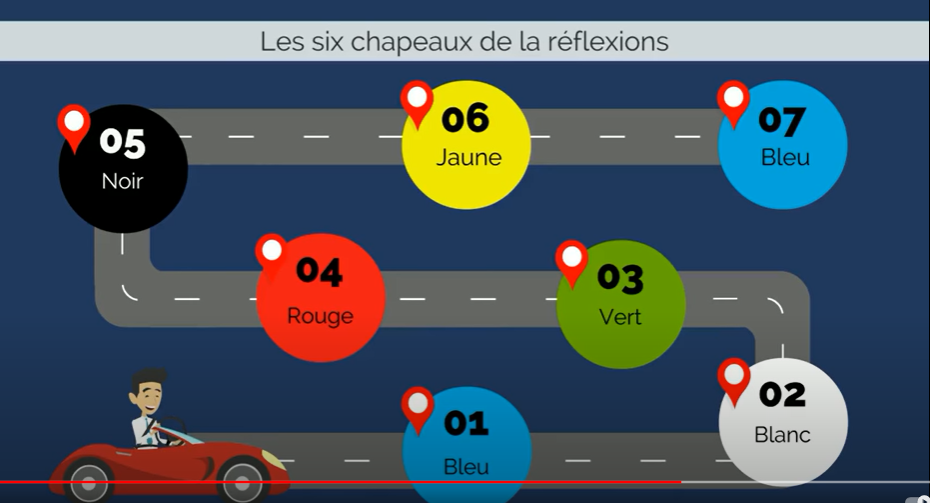 Les six chapeaux de la réflexions
05
Noir
06
Jaune
07
Bleu
04
Rouge
03
Vert
02
Blanc
01
Bleu